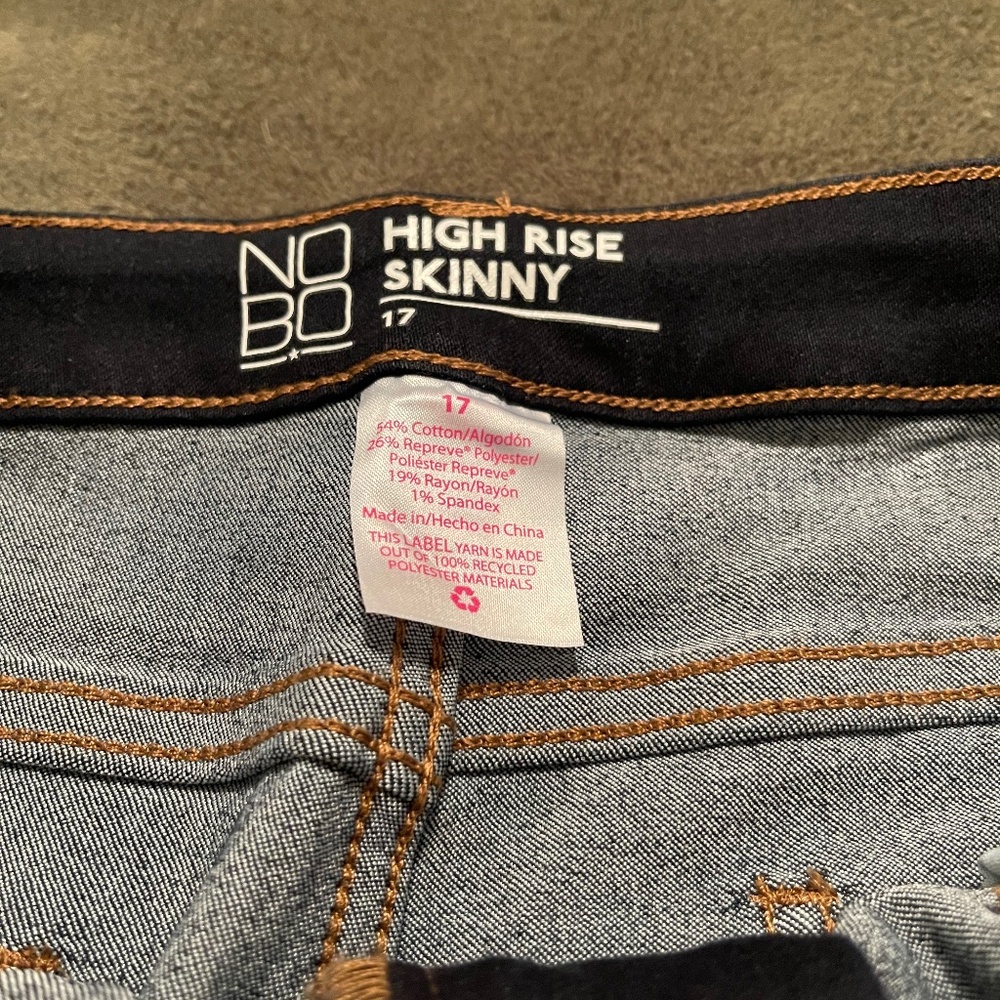 NO
BO
HIGH RISE
SKINNY
17
17
54% Cotton/Algodón
26% Repreve® Polyester/
Poliéster Repreve®
19% Rayon/Rayón
1% Spandex
Made in/Hecho en China
THIS LABEL YARN IS MADE
OUT OF 100% RECYCLED
POLYESTER MATERIALS